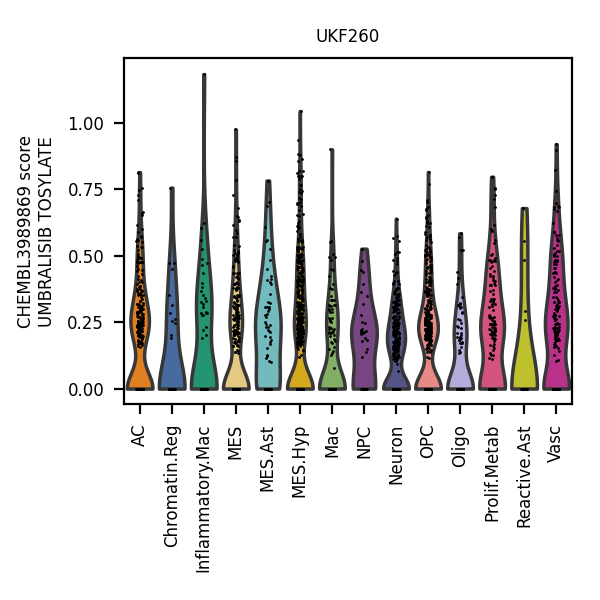 UKF260
CHEMBL3989869 score
UMBRALISIB TOSYLATE
1.00
0.75
0.50
0.25
0.00
AC
Chromatin.Reg
Inflammatory.Mac
MES
MES.Ast
MES.Hyp
Mac
NPC
Neuron
OPC
Oligo
Prolif.Metab
Reactive.Ast
Vasc